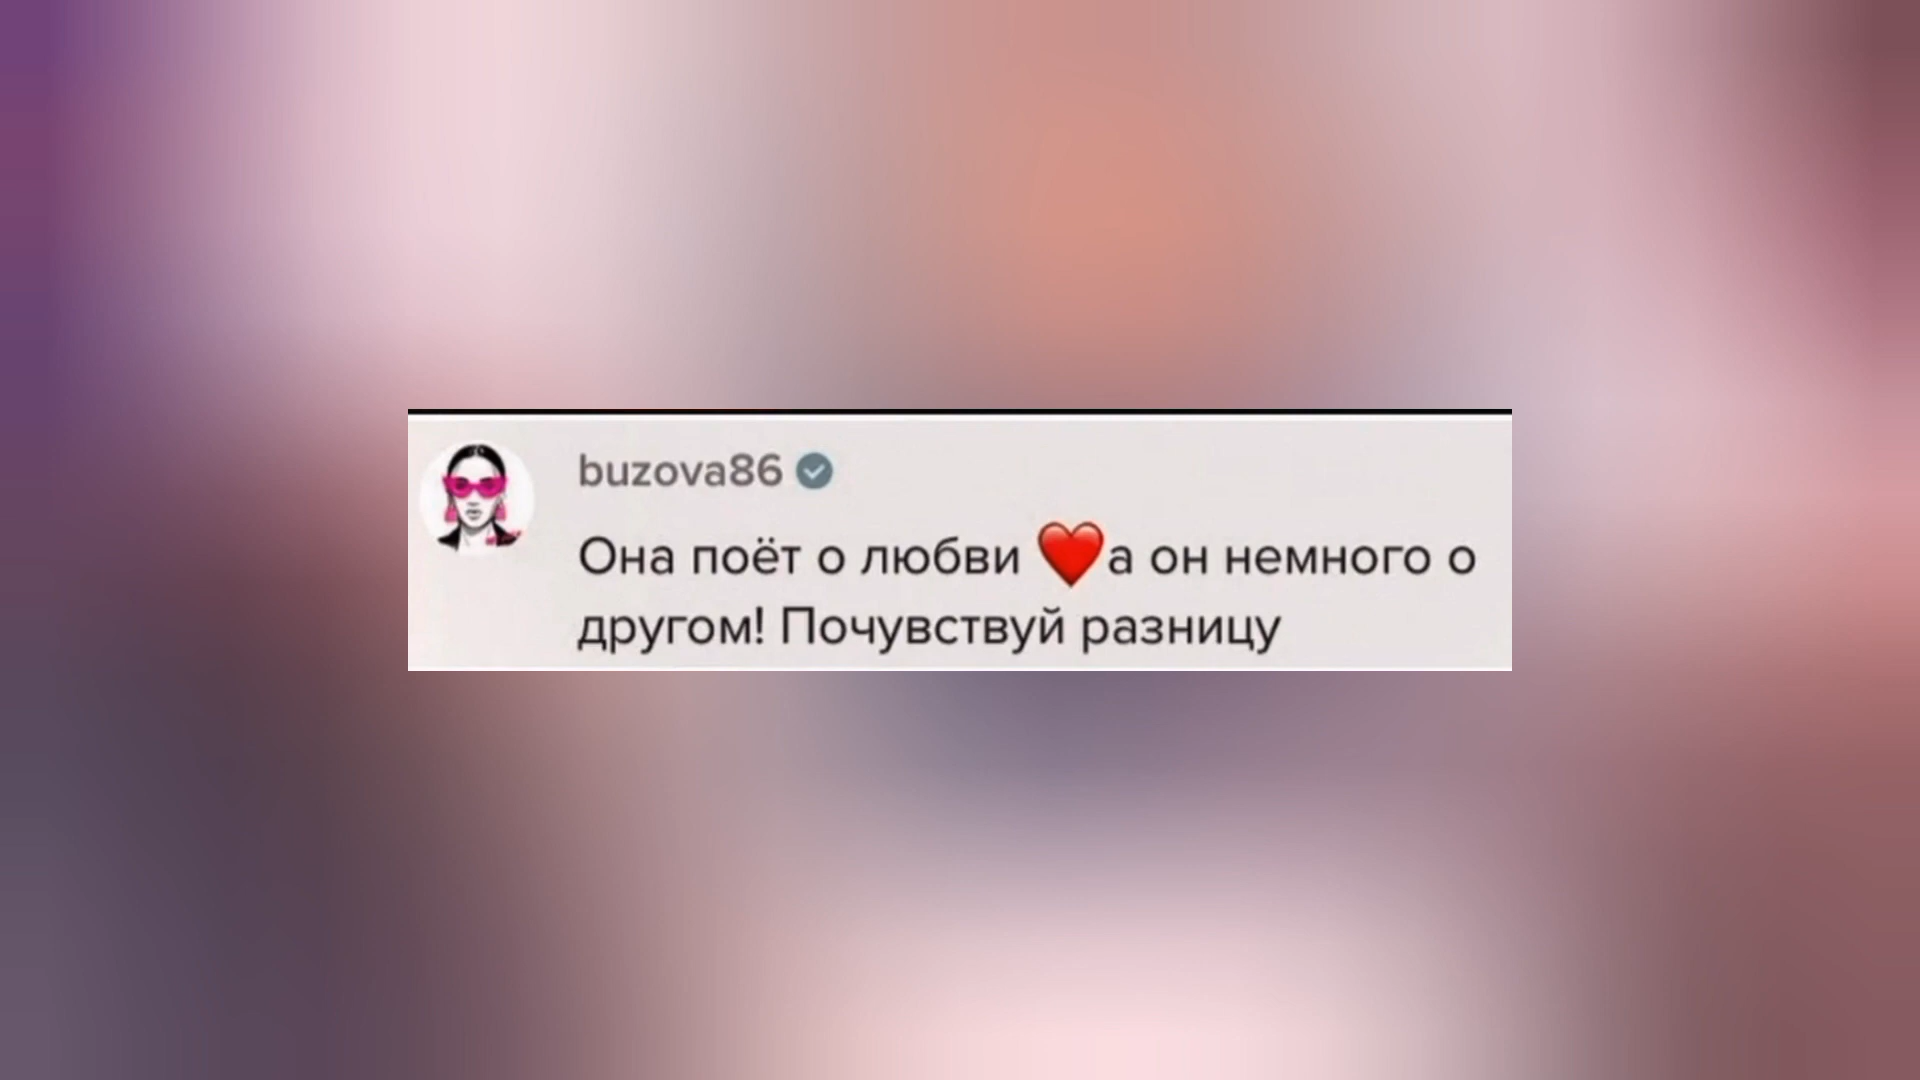 buzova86
Она поёт о любви ❤️а он немного о
другом! Почувствуй разницу